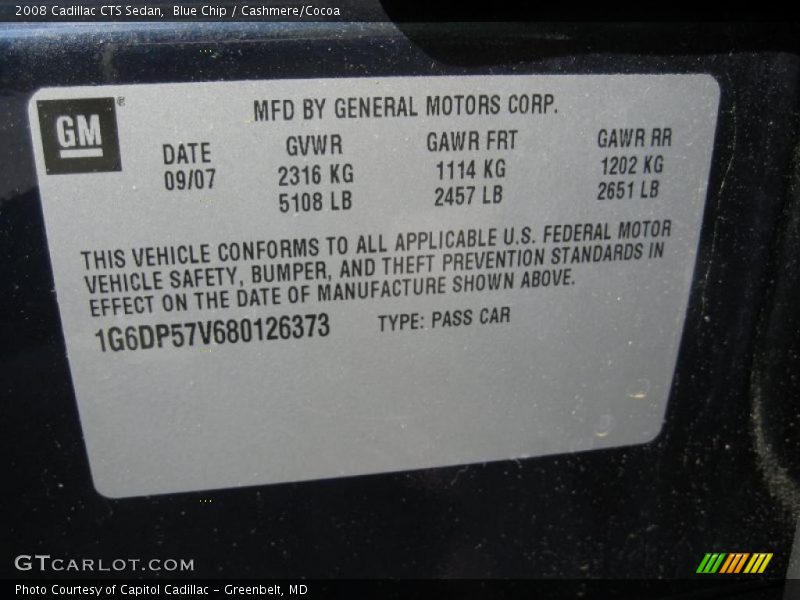 2008 Cadillac CTS Sedan, Blue Chip / Cashmere/Cocoa
GM®
MFD BY GENERAL MOTORS CORP.
DATE GVWR GAWR FRT GAWR RR
09/07 2316 KG 1114 KG 1202 KG
5108 LB 2457 LB 2651 LB
THIS VEHICLE CONFORMS TO ALL APPLICABLE U.S. FEDERAL MOTOR
VEHICLE SAFETY, BUMPER, AND THEFT PREVENTION STANDARDS IN
EFFECT ON THE DATE OF MANUFACTURE SHOWN ABOVE.
1G6DP57V680126373 TYPE: PASS CAR
GTCARLOT.COM
Photo Courtesy of Capitol Cadillac - Greenbelt, MD